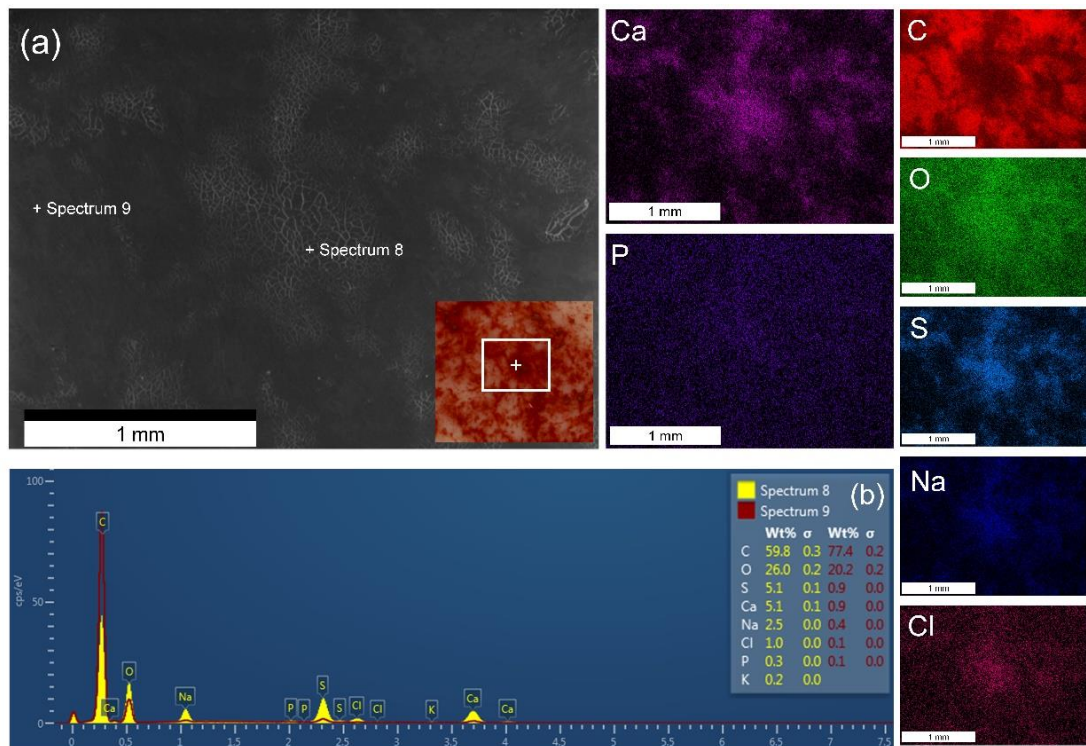 (a)
+ Spectrum 9
+ Spectrum 8
1 mm
Ca
1 mm
P
1 mm
C
1 mm
O
1 mm
S
1 mm
Na
1 mm
Cl
1 mm
(b)
Spectrum 8
Spectrum 9
Wt% σ Wt% σ
C 59.8 0.3 77.4 0.2
O 26.0 0.2 20.2 0.2
S 5.1 0.1 0.9 0.0
Ca 5.1 0.1 0.9 0.0
Na 2.5 0.0 0.4 0.0
Cl 1.0 0.0 0.1 0.0
P 0.3 0.0 0.1 0.0
K 0.2 0.0
100
50
0
cps/eV
C
Ca
O
Na
P
P
S
S
Cl
Cl
K
Ca
Ca
0 0.5 1 1.5 2 2.5 3 3.5 4 4.5 5 5.5 6 6.5 7 7.5